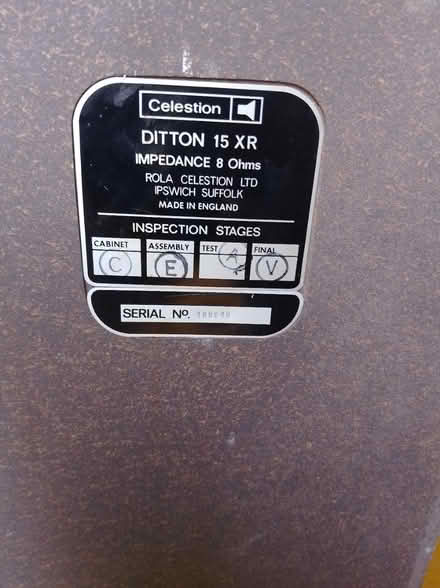 Celestion
DITTON 15 XR
IMPEDANCE 8 Ohms
ROLA CELESTION LTD
IPSWICH SUFFOLK
MADE IN ENGLAND
INSPECTION STAGES
CABINET ASSEMBLY TEST FINAL
C E A V
SERIAL Nº.